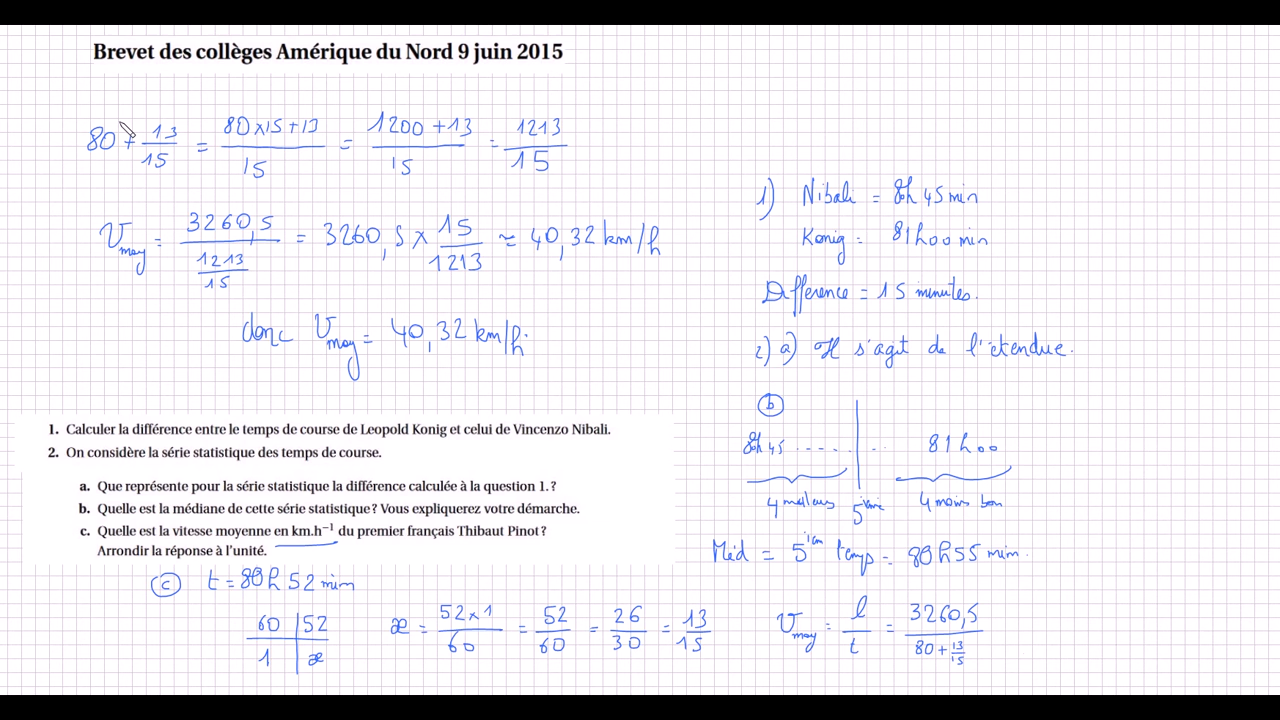 Brevet des collèges Amérique du Nord 9 juin 2015
80 + 13/15 = (80×15+13)/15 = (1200+13)/15 = 1213/15
Vmoy = 3260,5/(1213/15) = 3260,5 × 15/1213 ≈ 40,32 km/h
donc Vmoy = 40,32 km/h.
1. Calculer la différence entre le temps de course de Leopold Konig et celui de Vincenzo Nibali.
2. On considère la série statistique des temps de course.
a. Que représente pour la série statistique la différence calculée à la question 1.?
b. Quelle est la médiane de cette série statistique? Vous expliquerez votre démarche.
c. Quelle est la vitesse moyenne en km.h⁻¹ du premier français Thibaut Pinot?
Arrondir la réponse à l'unité.
c t = 80h 52 min
60 | 52
1 | x
x = (52×1)/60 = 52/60 = 26/30 = 13/15
1) Nibali = 80h 45 min
Konig = 81h00 min
Difference = 15 minutes.
2) a) Il s'agit de l'étendue.
b
80h 45 ..... | .. 81h00
4 meilleurs 5ième 4 moins bon
Méd = 5ième temps = 80h55 min.
Vmoy = l/t = 3260,5/(80+13/15)